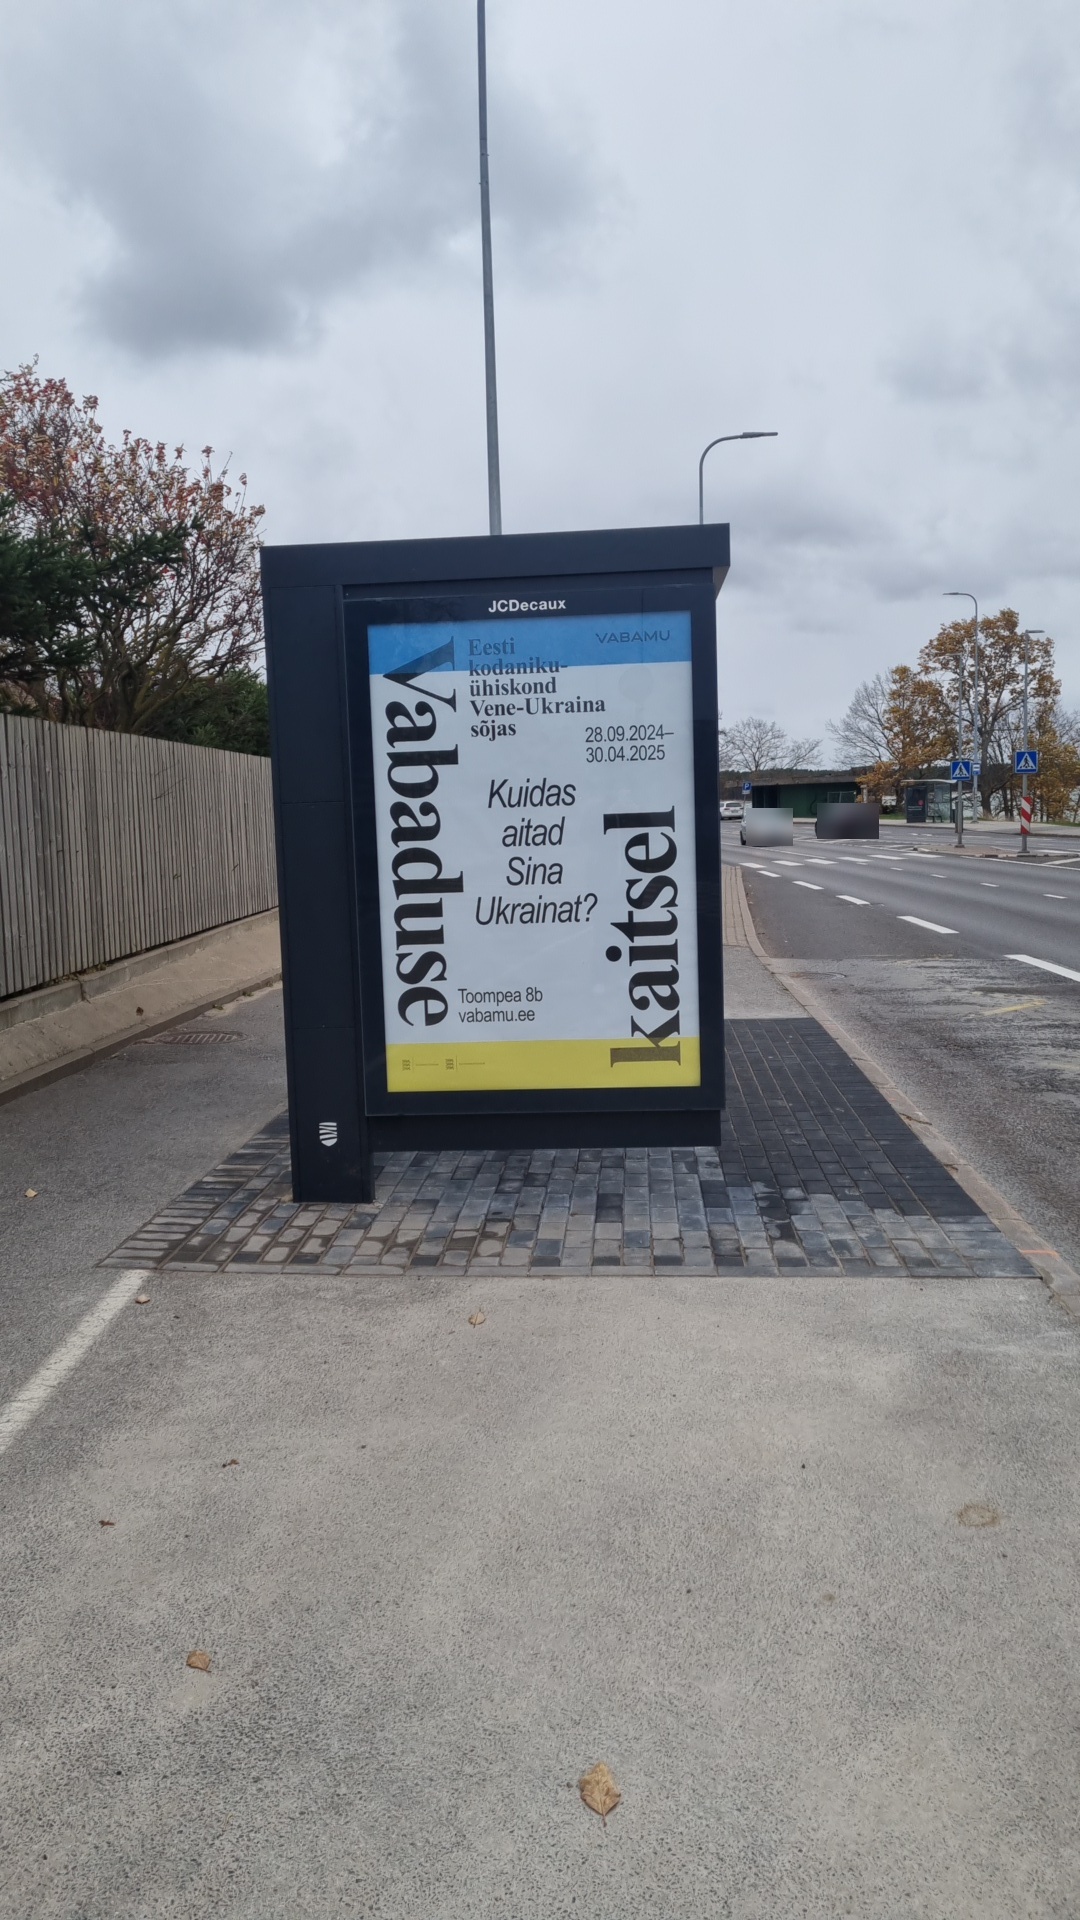 JCDecaux
VABAMU
Eesti
kodaniku-
ühiskond
Vene-Ukraina
sõjas
28.09.2024–
30.04.2025
Vabaduse
kaitsel
Kuidas
aitad
Sina
Ukrainat?
Toompea 8b
vabamu.ee